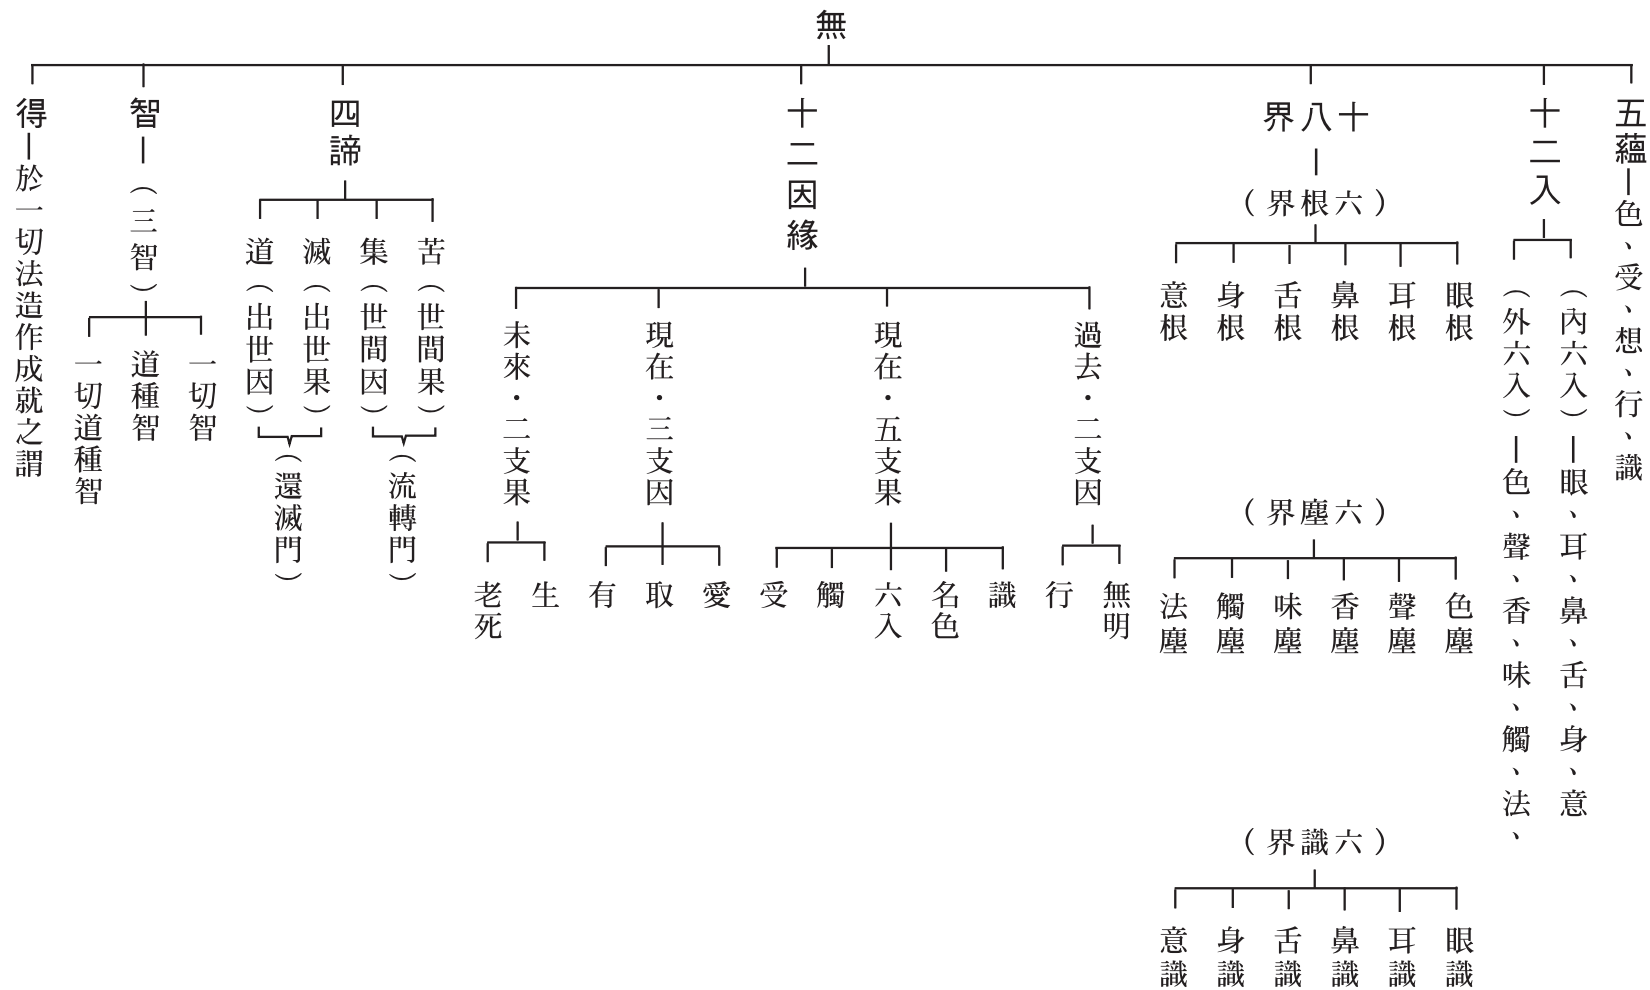 無
五蘊
色、受、想、行、識
十二入
（內六入）
眼、耳、鼻、舌、身、意
（外六入）
色、聲、香、味、觸、法、
十八界
（六根界）
眼根
耳根
鼻根
舌根
身根
意根
（六塵界）
色塵
聲塵
香塵
味塵
觸塵
法塵
（六識界）
眼識
耳識
鼻識
舌識
身識
意識
十二因緣
過去・二支因
無明
行
現在・五支果
識
名色
六入
觸
受
現在・三支因
愛
取
有
未來・二支果
生
老死
四諦
苦（世間果）
集（世間因）
（流轉門）
滅（出世果）
道（出世因）
（還滅門）
智
（三智）
一切智
道種智
一切道種智
得
於一切法造作成就之謂